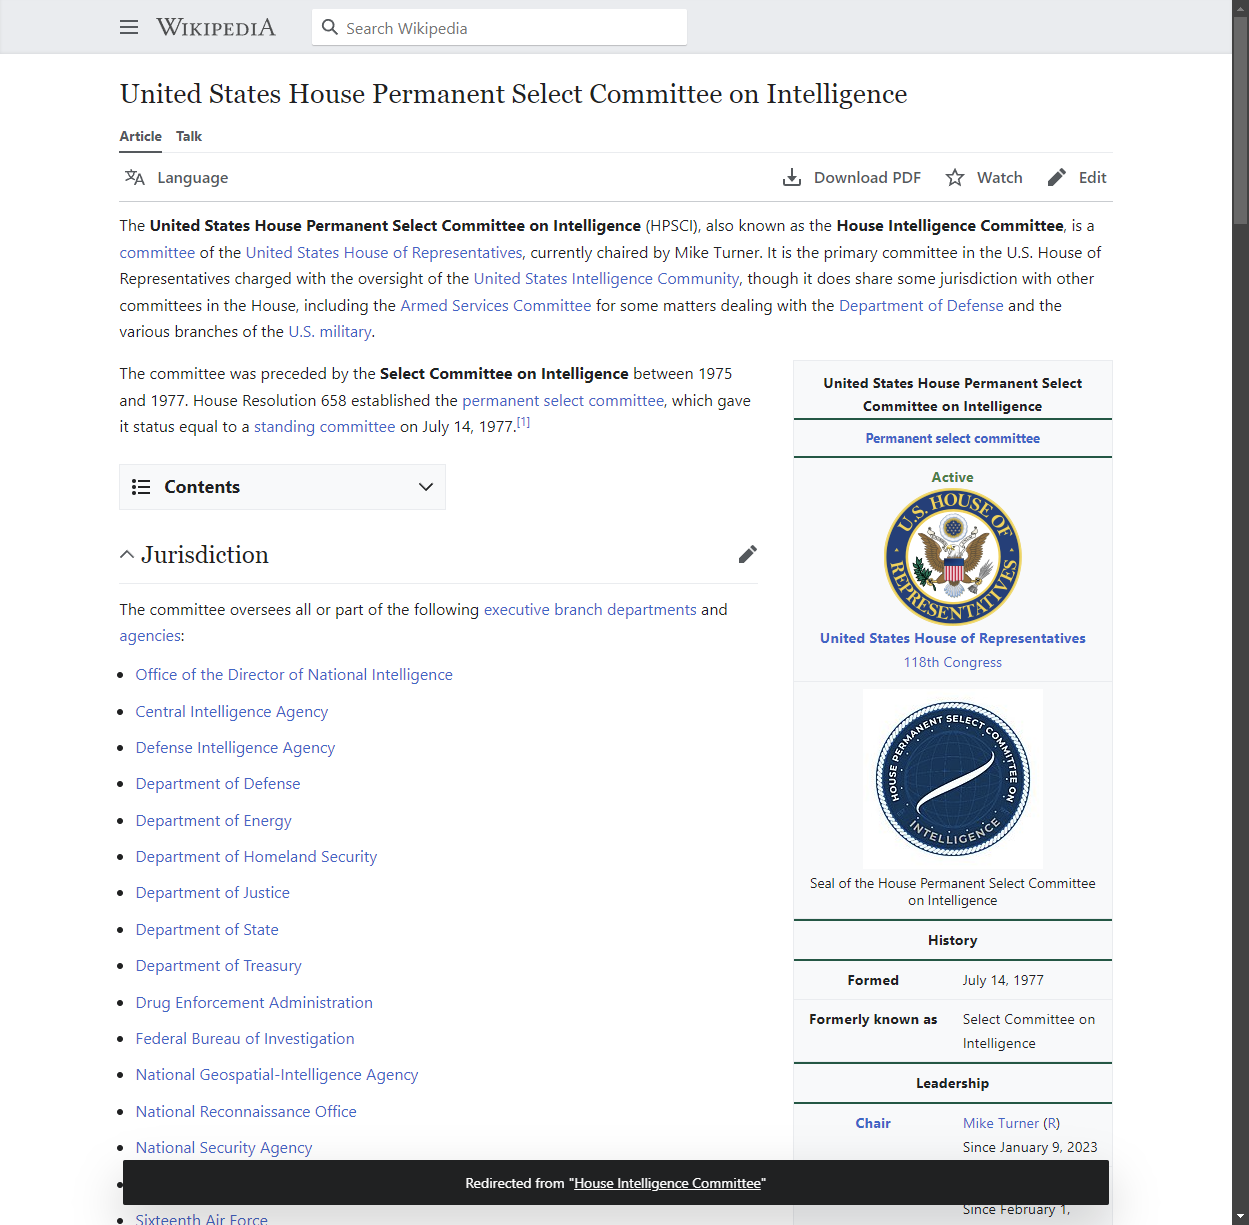 WIKIPEDIA
Search Wikipedia
United States House Permanent Select Committee on Intelligence
Article Talk
Language
Download PDF Watch Edit
The United States House Permanent Select Committee on Intelligence (HPSCI), also known as the House Intelligence Committee, is a
committee of the United States House of Representatives, currently chaired by Mike Turner. It is the primary committee in the U.S. House of
Representatives charged with the oversight of the United States Intelligence Community, though it does share some jurisdiction with other
committees in the House, including the Armed Services Committee for some matters dealing with the Department of Defense and the
various branches of the U.S. military.
The committee was preceded by the Select Committee on Intelligence between 1975
and 1977. House Resolution 658 established the permanent select committee, which gave
it status equal to a standing committee on July 14, 1977.[1]
Contents
Jurisdiction
The committee oversees all or part of the following executive branch departments and
agencies:
Office of the Director of National Intelligence
Central Intelligence Agency
Defense Intelligence Agency
Department of Defense
Department of Energy
Department of Homeland Security
Department of Justice
Department of State
Department of Treasury
Drug Enforcement Administration
Federal Bureau of Investigation
National Geospatial-Intelligence Agency
National Reconnaissance Office
National Security Agency
Sixteenth Air Force
United States House Permanent Select
Committee on Intelligence
Permanent select committee
Active
U.S. HOUSE OF
REPRESENTATIVES
United States House of Representatives
118th Congress
HOUSE PERMANENT SELECT COMMITTEE ON
INTELLIGENCE
Seal of the House Permanent Select Committee
on Intelligence
History
Formed July 14, 1977
Formerly known as Select Committee on
Intelligence
Leadership
Chair Mike Turner (R)
Since January 9, 2023
Since February 1,
Redirected from "House Intelligence Committee"